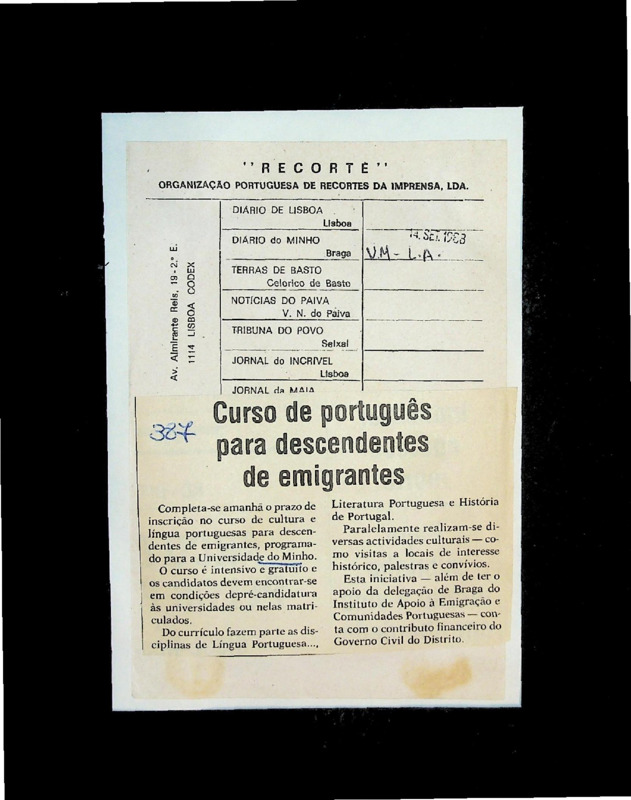 "RECORTE"
ORGANIZAÇÃO PORTUGUESA DE RECORTES DA IMPRENSA, LDA.
Av. Almirante Reis, 19-2.º E.
1114 LISBOA CODEX
DIÁRIO DE LISBOA
Lisboa
DIÁRIO do MINHO
Braga
14. SET. 1988
U.M - L.A.
TERRAS DE BASTO
Celorico de Basto
NOTÍCIAS DO PAIVA
V. N. do Paiva
TRIBUNA DO POVO
Seixal
JORNAL do INCRÍVEL
Lisboa
JORNAL da MAIA
387
Curso de português
para descendentes
de emigrantes
Completa-se amanhã o prazo de
inscrição no curso de cultura e
língua portuguesas para descen-
dentes de emigrantes, programa-
do para a Universidade do Minho.
O curso é intensivo e gratuito e
os candidatos devem encontrar-se
em condições depré-candidatura
às universidades ou nelas matri-
culados.
Do currículo fazem parte as dis-
ciplinas de Língua Portuguesa...,
Literatura Portuguesa e História
de Portugal.
Paralelamente realizam-se di-
versas actividades culturais — co-
mo visitas a locais de interesse
histórico, palestras e convívios.
Esta iniciativa — além de ter o
apoio da delegação de Braga do
Instituto de Apoio à Emigração e
Comunidades Portuguesas — con-
ta com o contributo financeiro do
Governo Civil do Distrito.